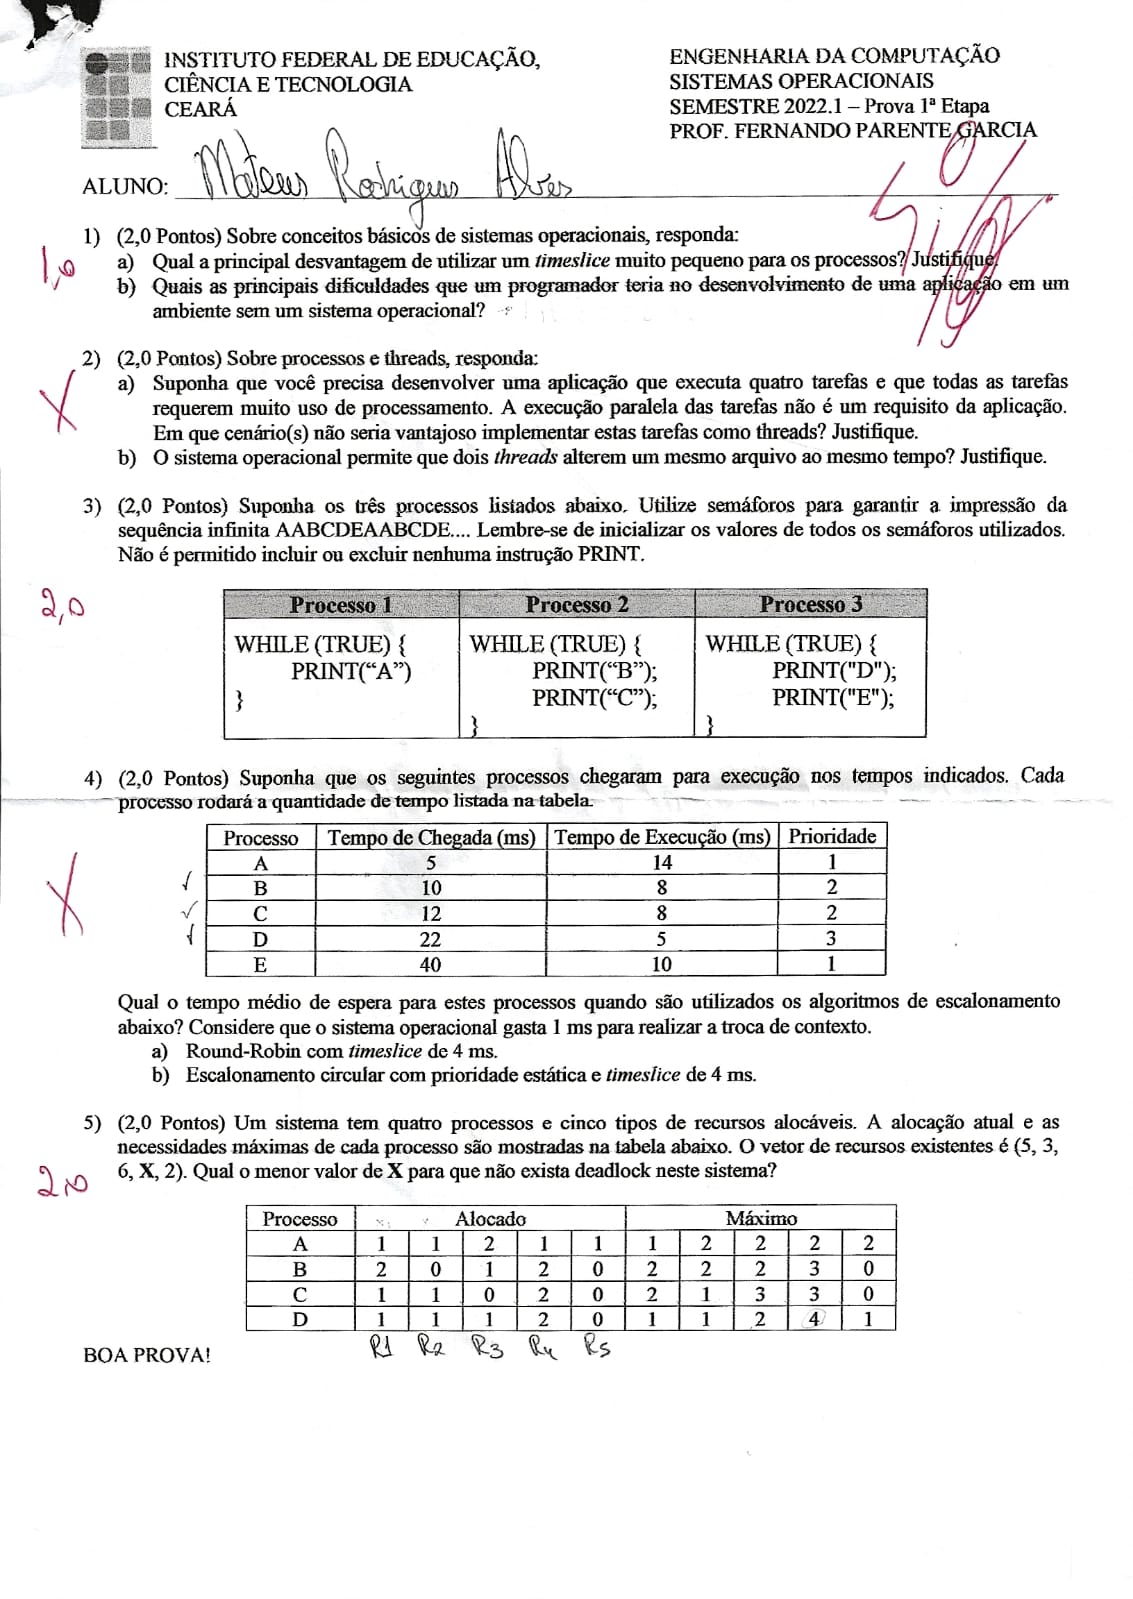 INSTITUTO FEDERAL DE EDUCAÇÃO,
CIÊNCIA E TECNOLOGIA
CEARÁ
ENGENHARIA DA COMPUTAÇÃO
SISTEMAS OPERACIONAIS
SEMESTRE 2022.1 – Prova 1ª Etapa
PROF. FERNANDO PARENTE GARCIA
ALUNO: Mateus Rodrigues Alves
1) (2,0 Pontos) Sobre conceitos básicos de sistemas operacionais, responda:
1,0
a) Qual a principal desvantagem de utilizar um timeslice muito pequeno para os processos? Justifique.
b) Quais as principais dificuldades que um programador teria no desenvolvimento de uma aplicação em um
ambiente sem um sistema operacional?
2) (2,0 Pontos) Sobre processos e threads, responda:
a) Suponha que você precisa desenvolver uma aplicação que executa quatro tarefas e que todas as tarefas
requerem muito uso de processamento. A execução paralela das tarefas não é um requisito da aplicação.
Em que cenário(s) não seria vantajoso implementar estas tarefas como threads? Justifique.
b) O sistema operacional permite que dois threads alterem um mesmo arquivo ao mesmo tempo? Justifique.
3) (2,0 Pontos) Suponha os três processos listados abaixo. Utilize semáforos para garantir a impressão da
sequência infinita AABCDEAABCDE.... Lembre-se de inicializar os valores de todos os semáforos utilizados.
Não é permitido incluir ou excluir nenhuma instrução PRINT.
2,0
Processo 1 Processo 2 Processo 3
WHILE (TRUE) { WHILE (TRUE) { WHILE (TRUE) {
PRINT(“A”) PRINT(“B”); PRINT("D");
} PRINT(“C”); PRINT("E");
} }
4) (2,0 Pontos) Suponha que os seguintes processos chegaram para execução nos tempos indicados. Cada
processo rodará a quantidade de tempo listada na tabela.
Processo Tempo de Chegada (ms) Tempo de Execução (ms) Prioridade
A 5 14 1
B 10 8 2
C 12 8 2
D 22 5 3
E 40 10 1
Qual o tempo médio de espera para estes processos quando são utilizados os algoritmos de escalonamento
abaixo? Considere que o sistema operacional gasta 1 ms para realizar a troca de contexto.
a) Round-Robin com timeslice de 4 ms.
b) Escalonamento circular com prioridade estática e timeslice de 4 ms.
5) (2,0 Pontos) Um sistema tem quatro processos e cinco tipos de recursos alocáveis. A alocação atual e as
necessidades máximas de cada processo são mostradas na tabela abaixo. O vetor de recursos existentes é (5, 3,
6, X, 2). Qual o menor valor de X para que não exista deadlock neste sistema?
2,0
Processo Alocado Máximo
A 1 1 2 1 1 1 2 2 2 2
B 2 0 1 2 0 2 2 2 3 0
C 1 1 0 2 0 2 1 3 3 0
D 1 1 1 2 0 1 1 2 4 1
R1 R2 R3 R4 R5
BOA PROVA!